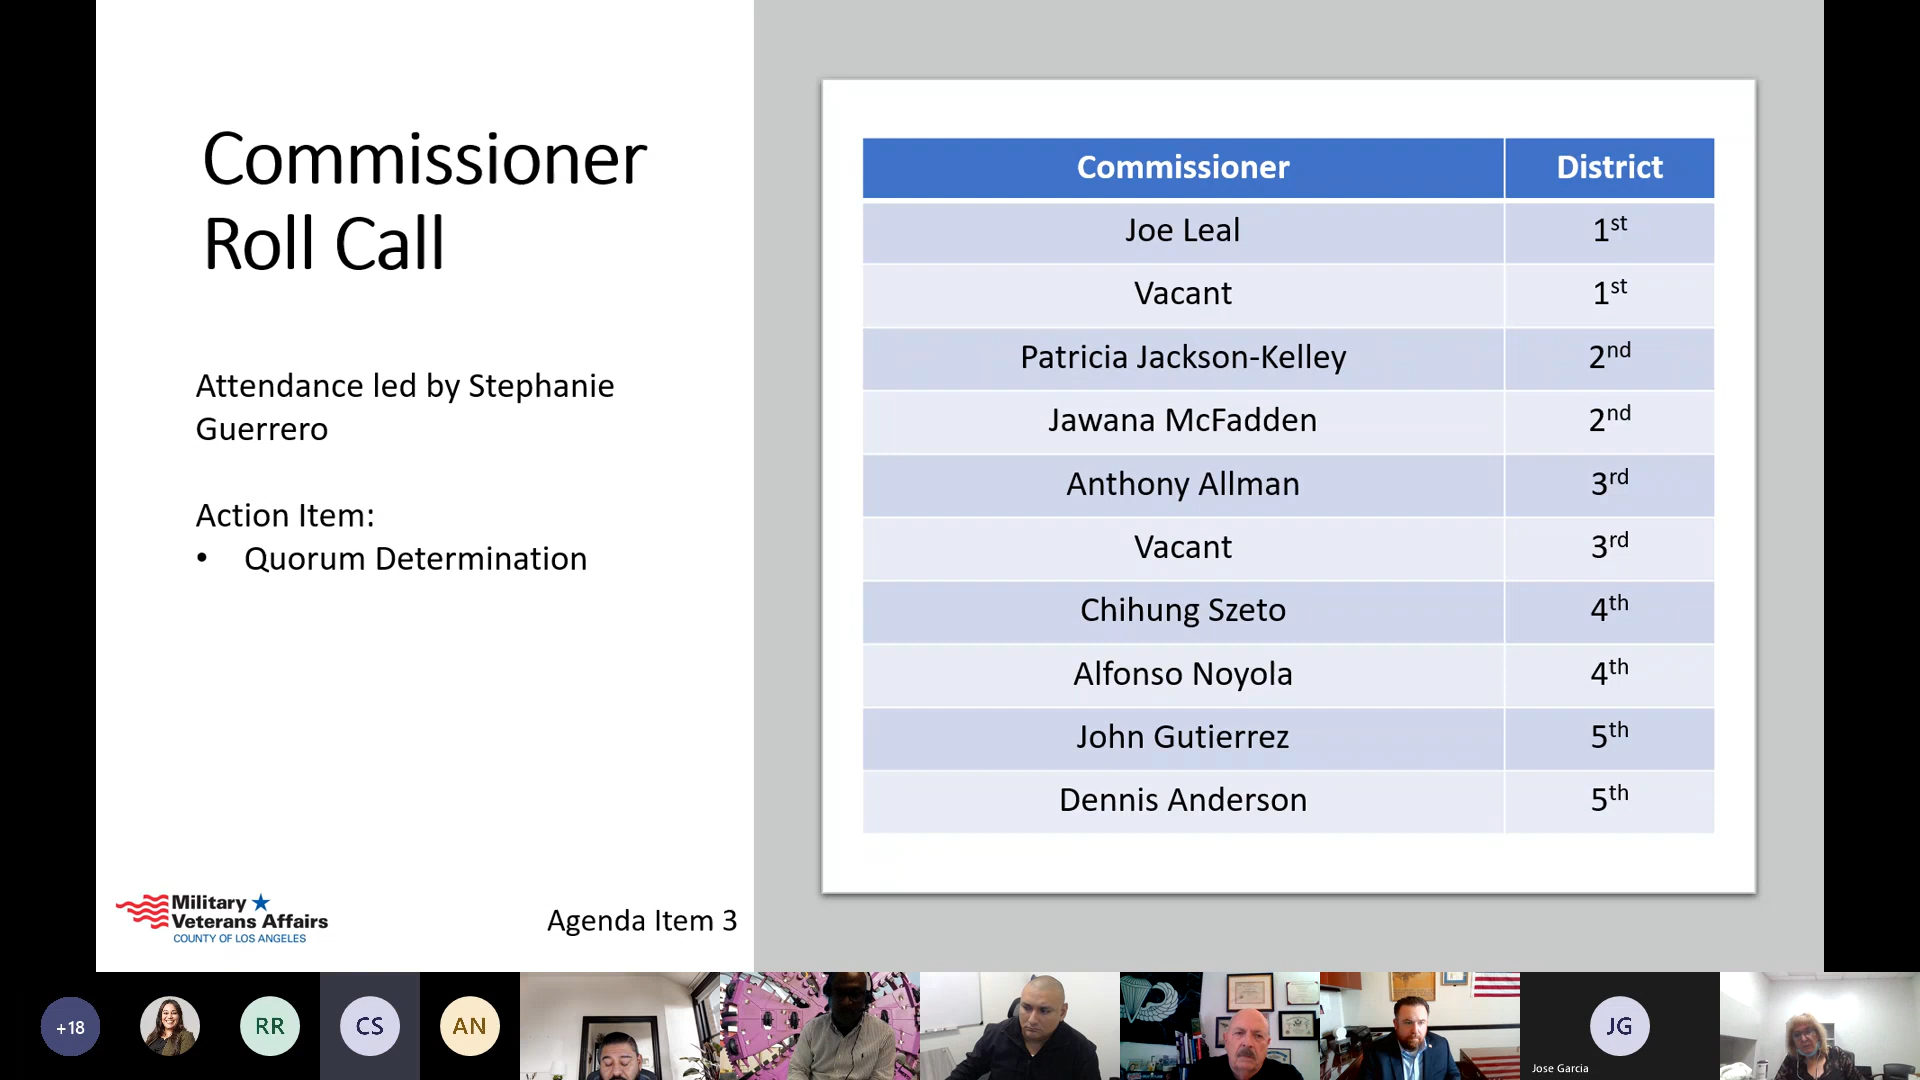 Commissioner
Roll Call
Attendance led by Stephanie
Guerrero
Action Item:
• Quorum Determination
Military
Veterans Affairs
COUNTY OF LOS ANGELES
Agenda Item 3
Commissioner District
Joe Leal 1st
Vacant 1st
Patricia Jackson-Kelley 2nd
Jawana McFadden 2nd
Anthony Allman 3rd
Vacant 3rd
Chihung Szeto 4th
Alfonso Noyola 4th
John Gutierrez 5th
Dennis Anderson 5th
+18
RR
CS
AN
JG
Jose Garcia